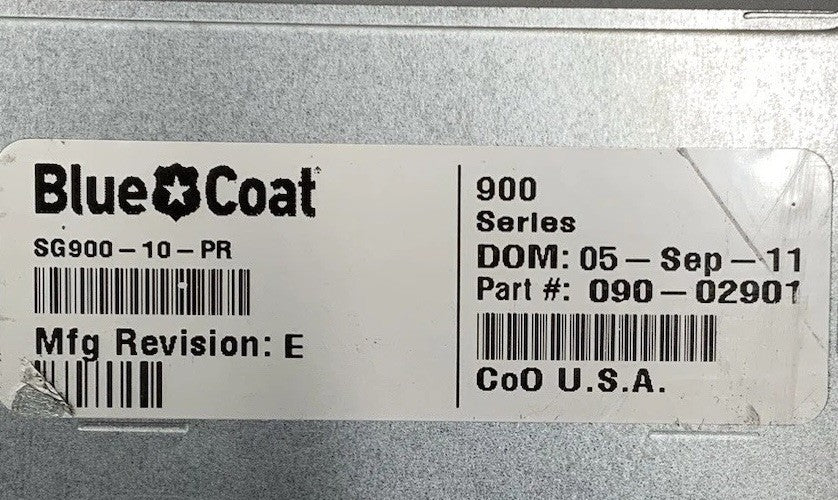 Blue Coat
SG900-10-PR
Mfg Revision: E
900
Series
DOM: 05-Sep-11
Part #: 090-02901
CoO U.S.A.